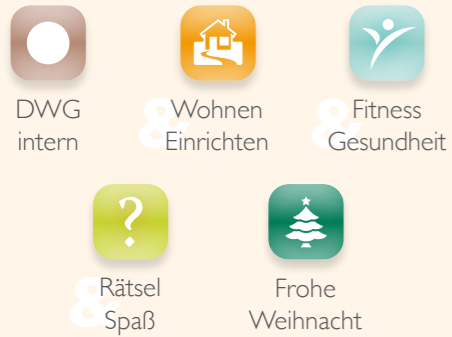 DWG
intern
& Wohnen
Einrichten
& Fitness
Gesundheit
?
& Rätsel
Spaß
Frohe
Weihnacht